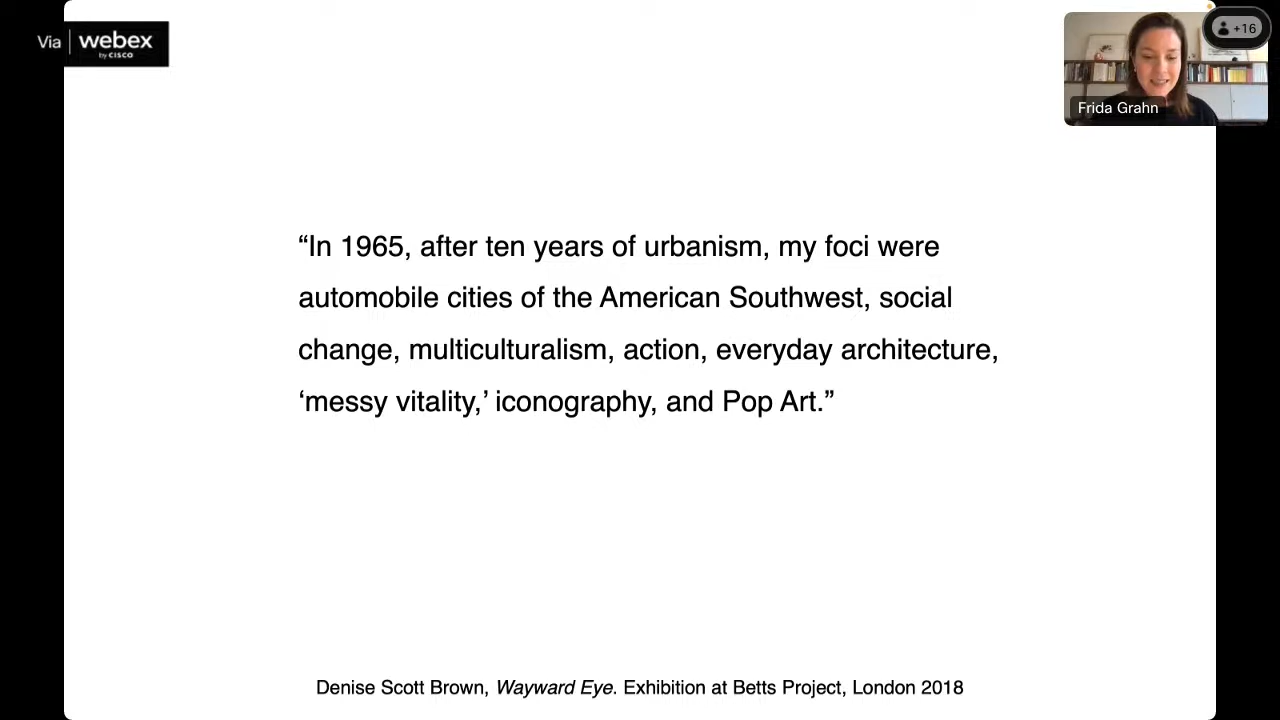 Via webex
by CISCO
+16
Frida Grahn
“In 1965, after ten years of urbanism, my foci were
automobile cities of the American Southwest, social
change, multiculturalism, action, everyday architecture,
‘messy vitality,’ iconography, and Pop Art.”
Denise Scott Brown, Wayward Eye. Exhibition at Betts Project, London 2018